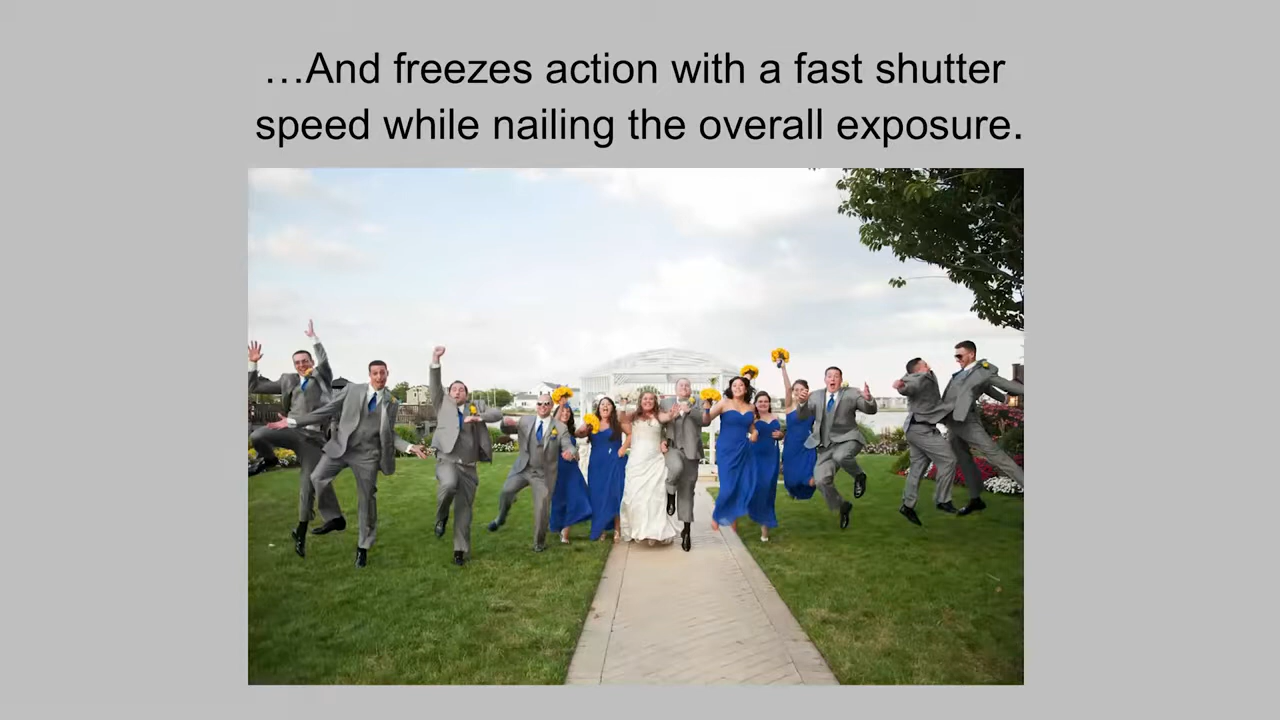 …And freezes action with a fast shutter
speed while nailing the overall exposure.